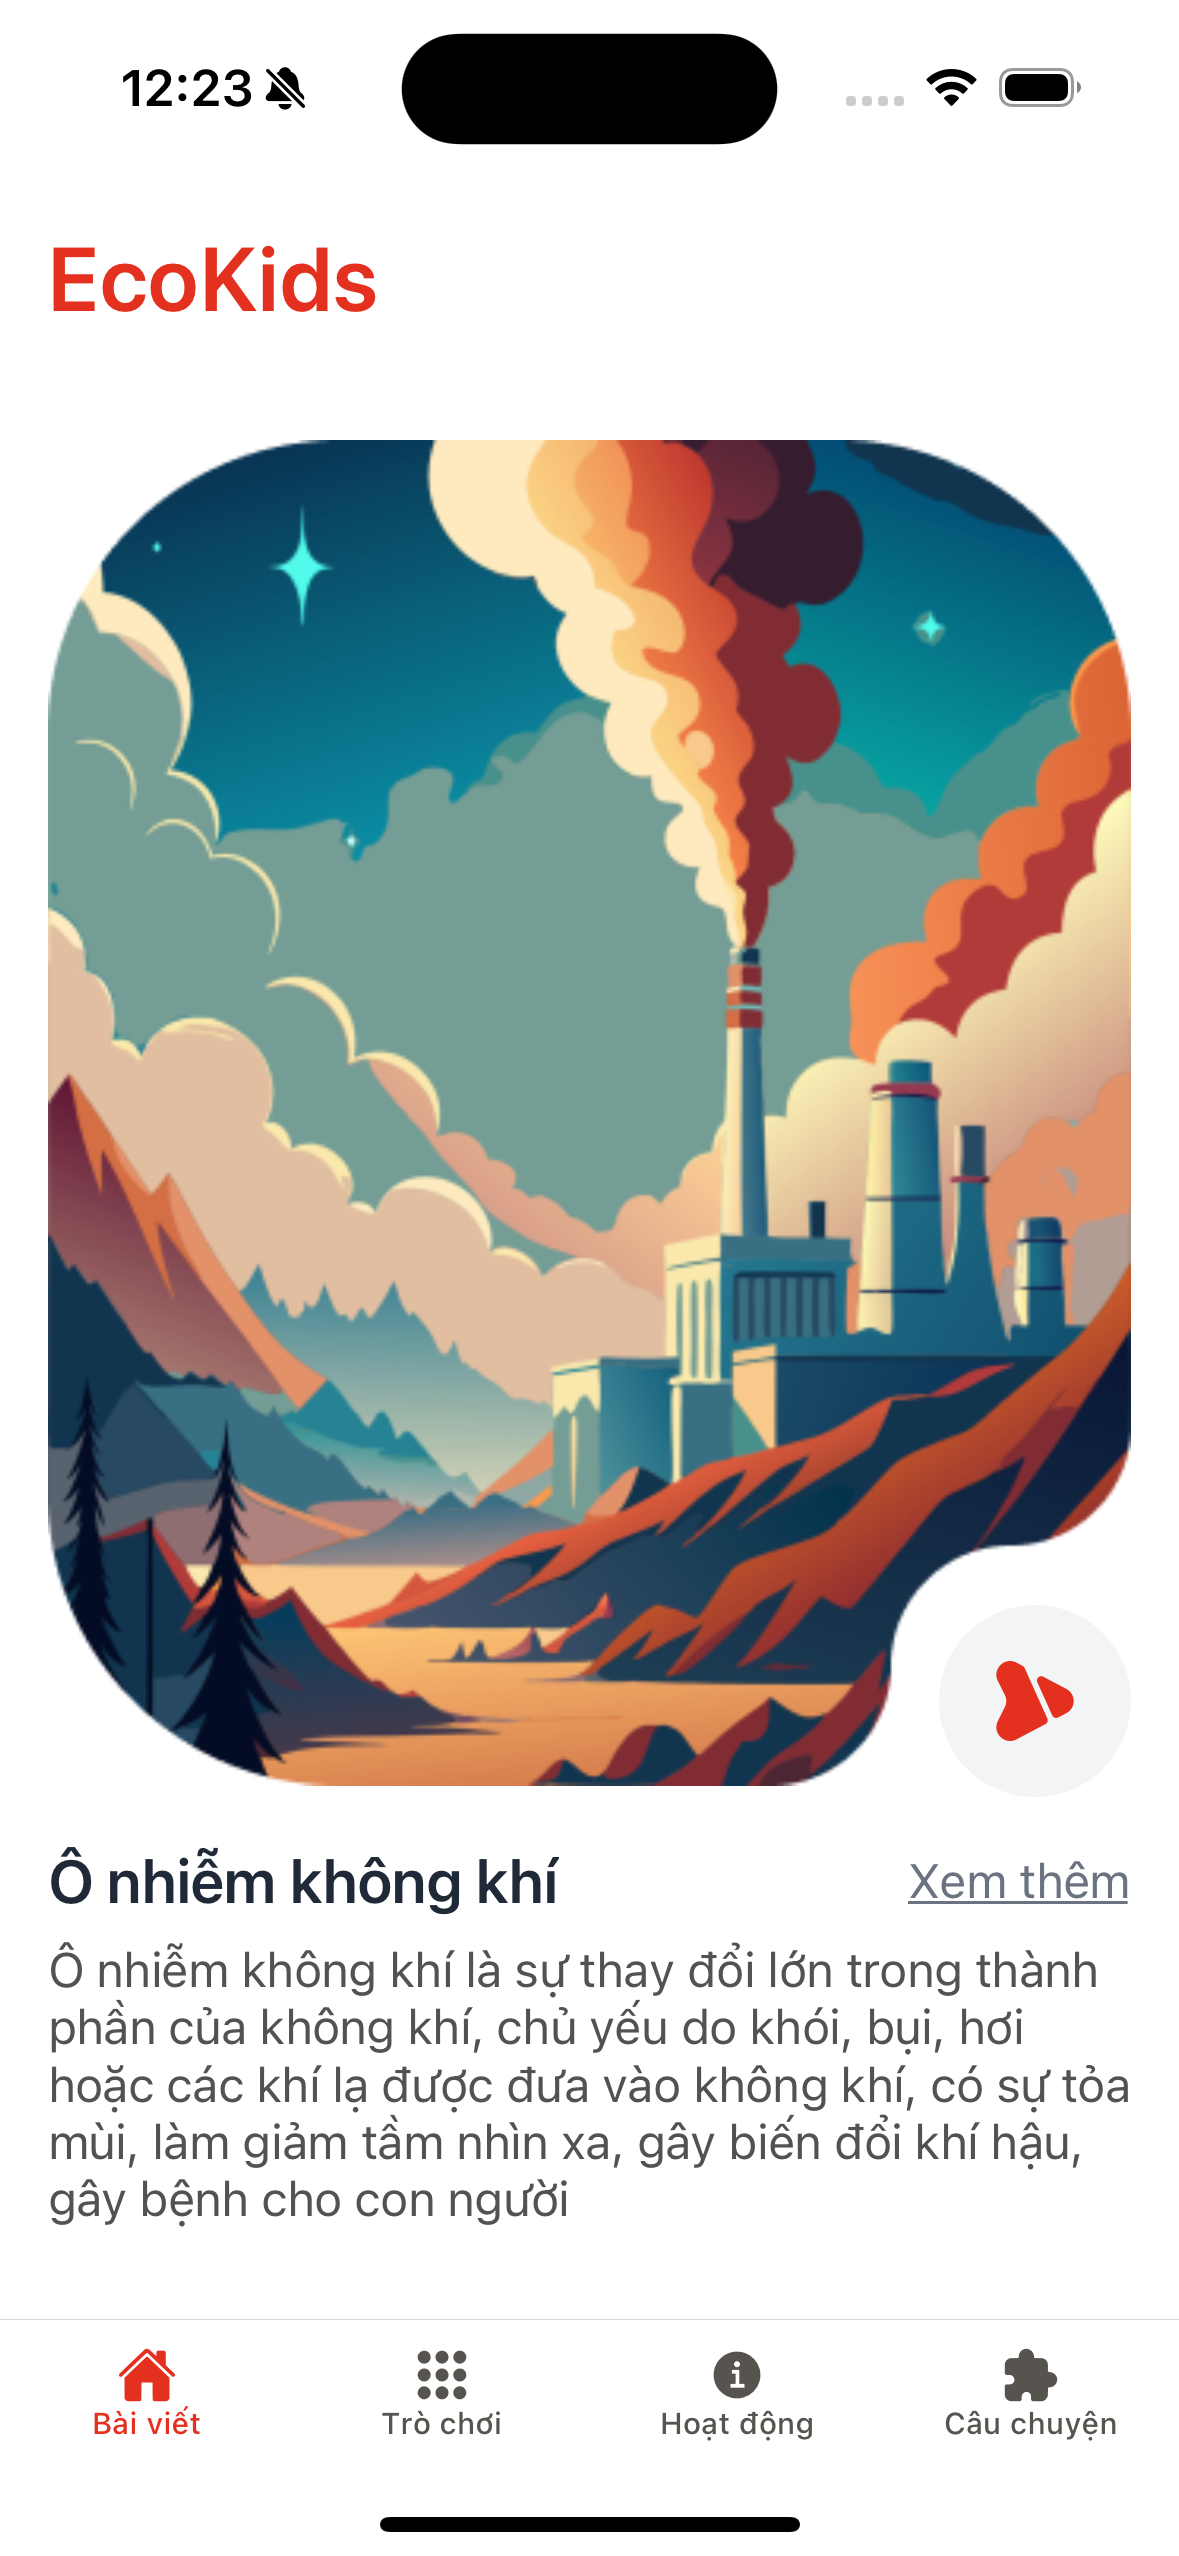 12:23
EcoKids
Ô nhiễm không khí
Xem thêm
Ô nhiễm không khí là sự thay đổi lớn trong thành
phần của không khí, chủ yếu do khói, bụi, hơi
hoặc các khí lạ được đưa vào không khí, có sự tỏa
mùi, làm giảm tầm nhìn xa, gây biến đổi khí hậu,
gây bệnh cho con người
Bài viết
Trò chơi
Hoạt động
Câu chuyện